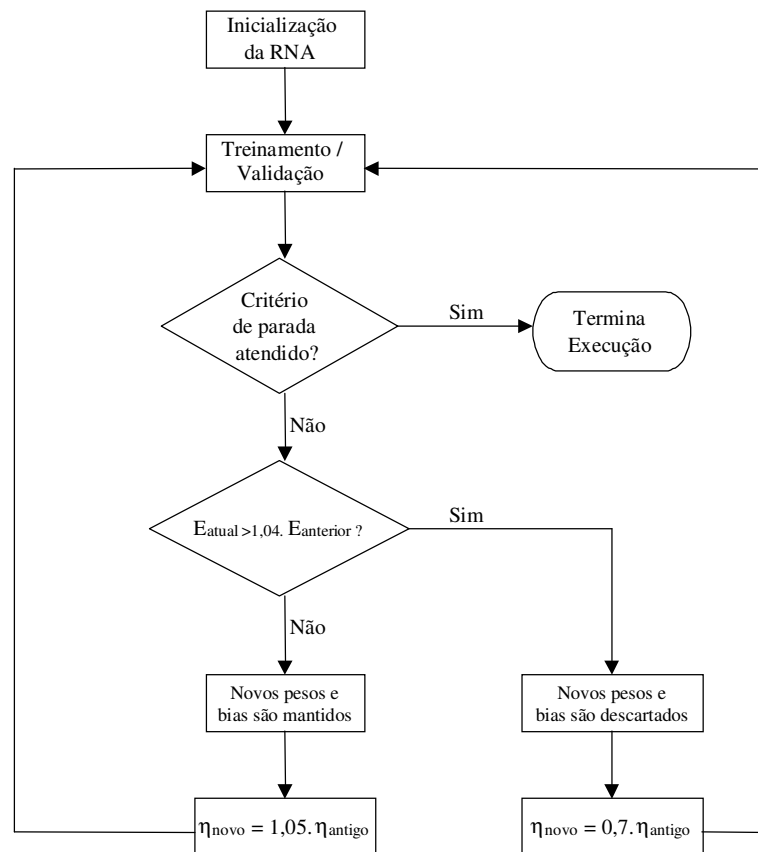 Inicialização
da RNA
Treinamento /
Validação
Critério
de parada
atendido?
Sim
Termina
Execução
Não
Eatual >1,04. Eanterior ?
Sim
Não
Novos pesos e
bias são mantidos
Novos pesos e
bias são descartados
ηnovo = 1,05. ηantigo
ηnovo = 0,7. ηantigo